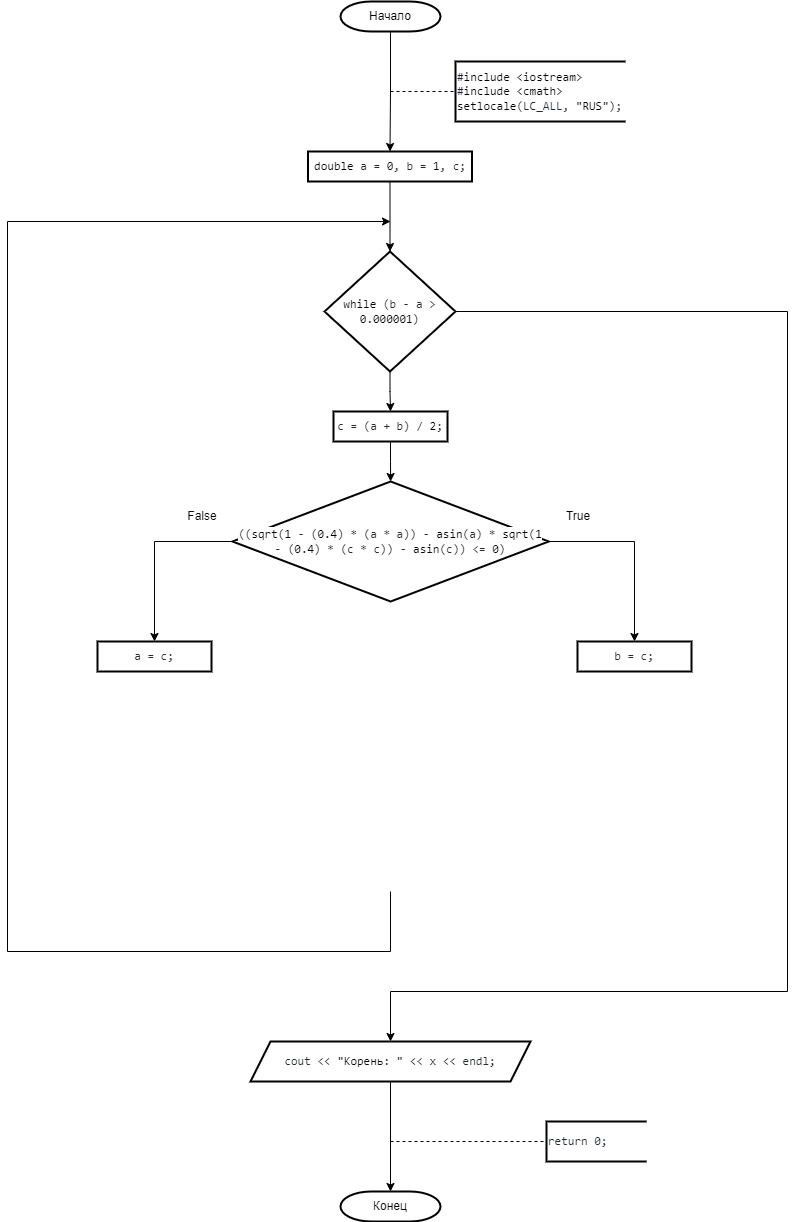 Начало
#include <iostream>
#include <cmath>
setlocale(LC_ALL, "RUS");
double a = 0, b = 1, c;
while (b - a >
0.000001)
c = (a + b) / 2;
False
True
((sqrt(1 - (0.4) * (a * a)) - asin(a) * sqrt(1
- (0.4) * (c * c)) - asin(c)) <= 0)
a = c;
b = c;
cout << "Корень: " << x << endl;
return 0;
Конец